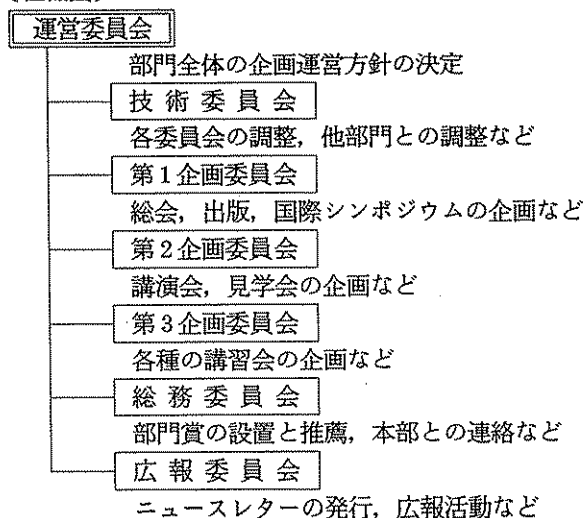 運営委員会
部門全体の企画運営方針の決定
技術委員会
各委員会の調整，他部門との調整など
第1企画委員会
総会，出版，国際シンポジウムの企画など
第2企画委員会
講演会，見学会の企画など
第3企画委員会
各種の講習会の企画など
総務委員会
部門賞の設置と推薦，本部との連絡など
広報委員会
ニュースレターの発行，広報活動など